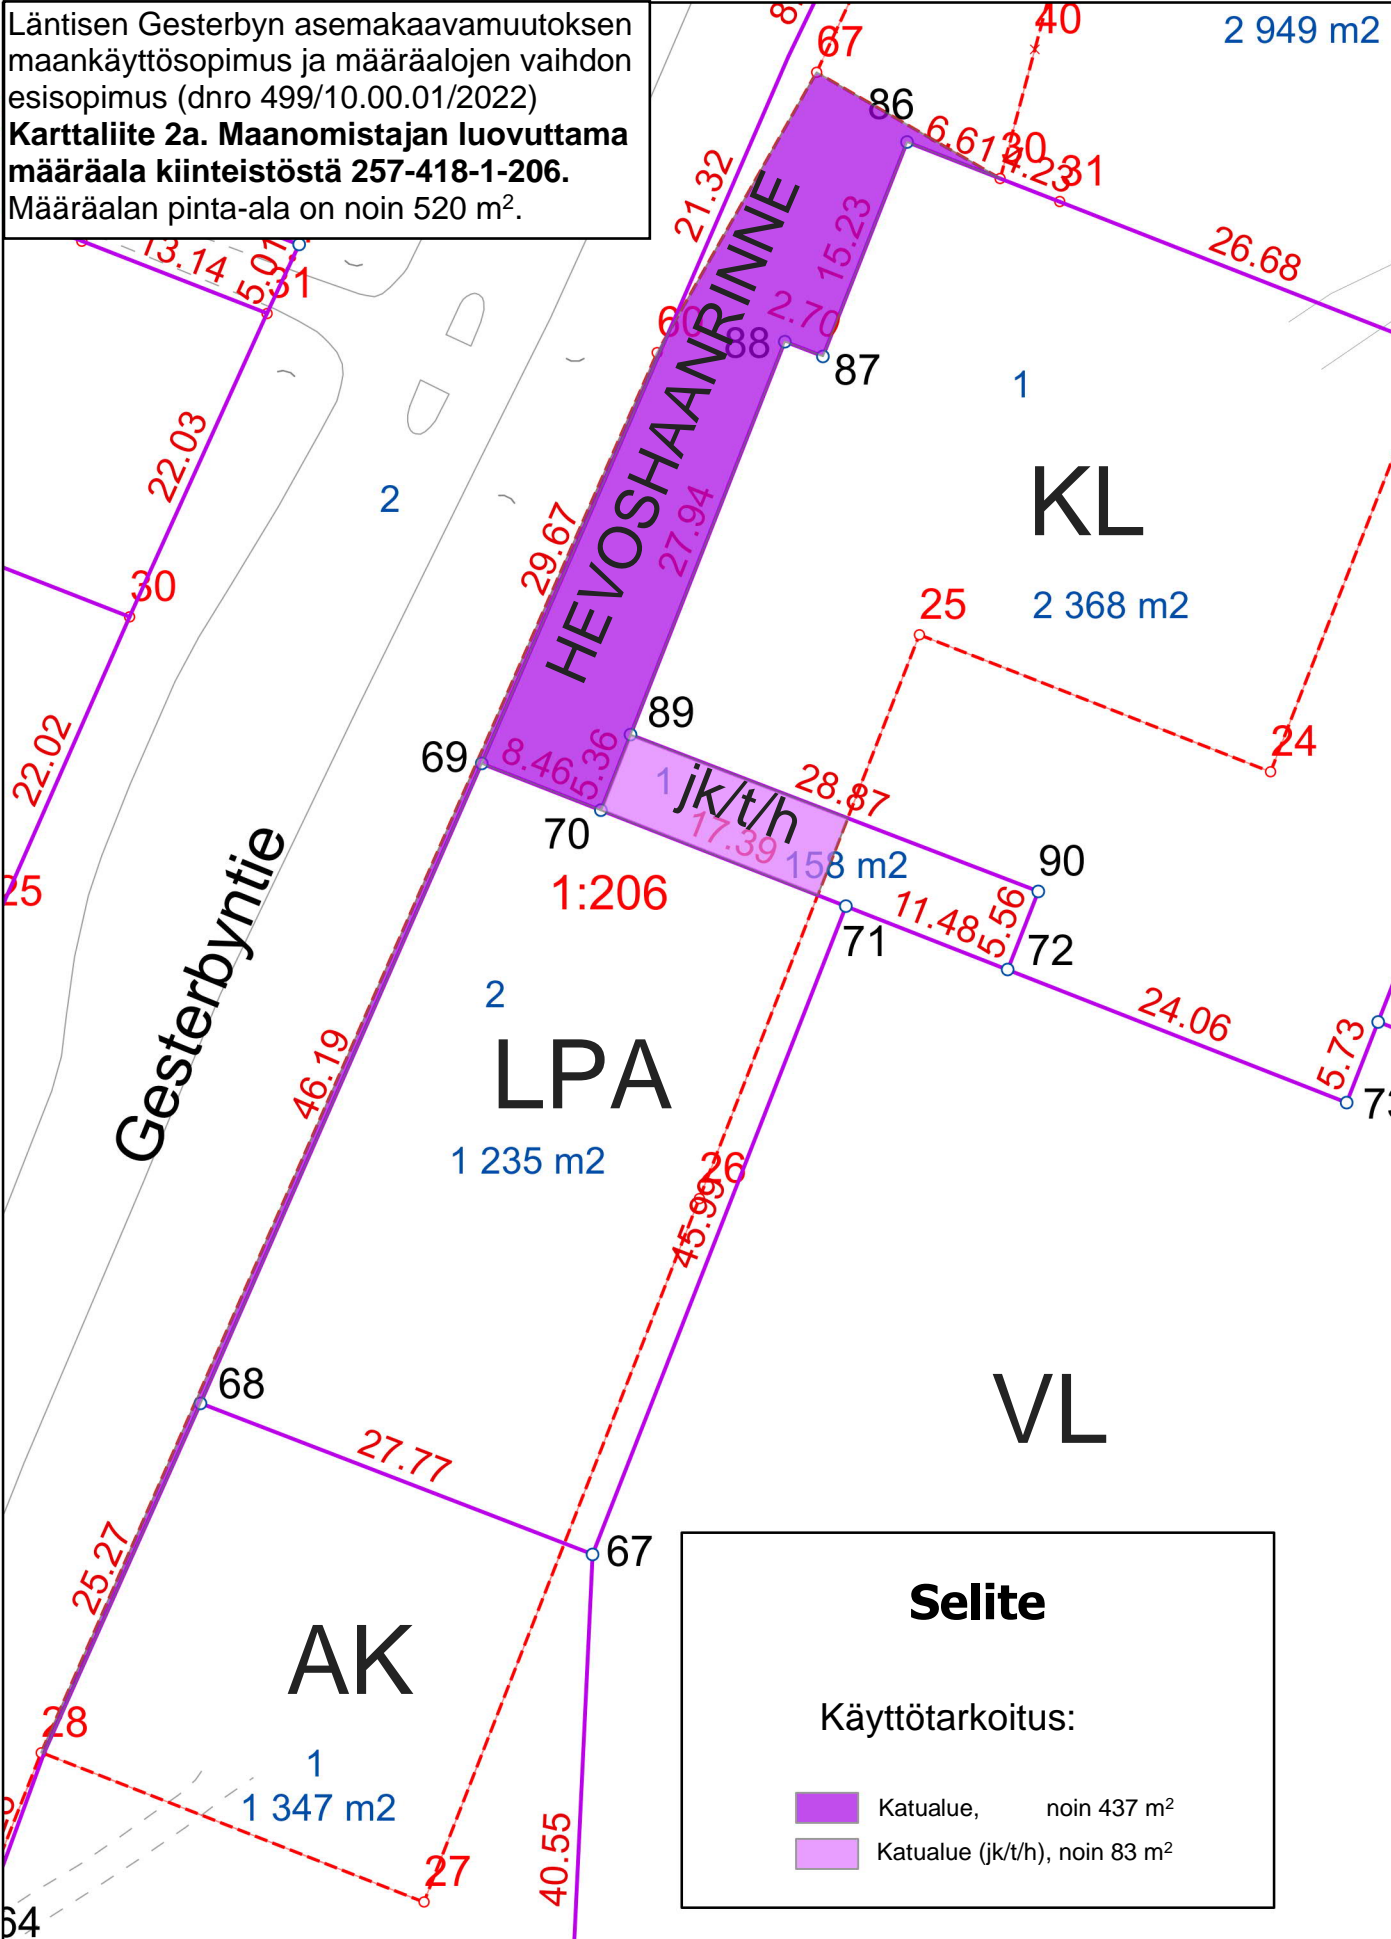 Läntisen Gesterbyn asemakaavamuutoksen
maankäyttösopimus ja määräalojen vaihdon
esisopimus (dnro 499/10.00.01/2022)
Karttaliite 2a. Maanomistajan luovuttama
määräala kiinteistöstä 257-418-1-206.
Määräalan pinta-ala on noin 520 m².
67
40
2 949 m2
86
6.61
30
4.23
31
21.32
15.23
26.68
13.14
5.01
31
HEVOSHAANRINNE
2.70
60
88
87
1
22.03
2
KL
29.67
27.94
30
25
2 368 m2
22.02
89
24
69
8.46
5.36
1
jk/t/h
28.87
70
17.39
158 m2
90
25
1:206
11.48
5.56
71
72
Gesterbyntie
2
24.06
LPA
46.19
5.73
1 235 m2
26
45.99
68
VL
27.77
67
25.27
Selite
AK
Käyttötarkoitus:
28
1
1 347 m2
Katualue, noin 437 m²
Katualue (jk/t/h), noin 83 m²
40.55
27
64